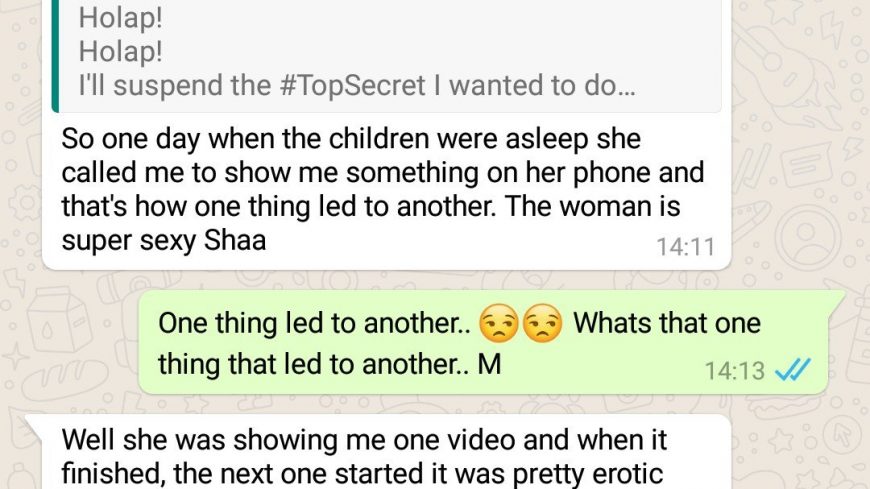 Holap!
Holap!
I'll suspend the #TopSecret I wanted to do...
So one day when the children were asleep she
called me to show me something on her phone and
that's how one thing led to another. The woman is
super sexy Shaa
14:11
One thing led to another.. 😒😒 Whats that one
thing that led to another.. M
14:13
Well she was showing me one video and when it
finished, the next one started it was pretty erotic